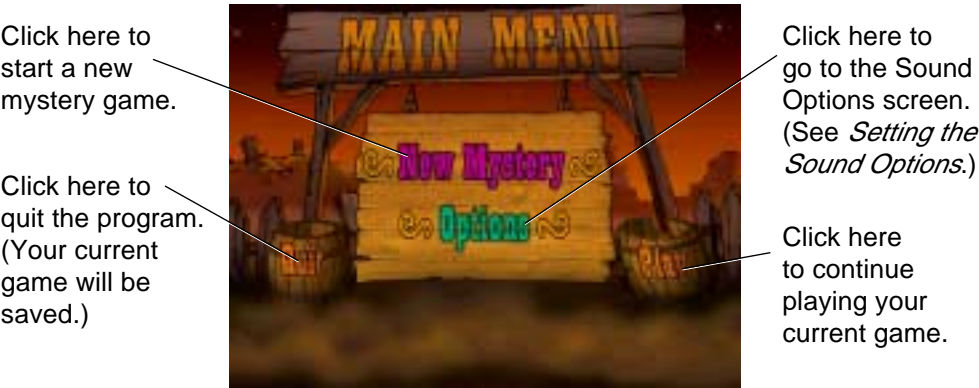 Click here to
start a new
mystery game.
Click here to
quit the program.
(Your current
game will be
saved.)
MAIN MENU
New Mystery
Options
Quit
Play
Click here to
go to the Sound
Options screen.
(See Setting the
Sound Options.)
Click here
to continue
playing your
current game.